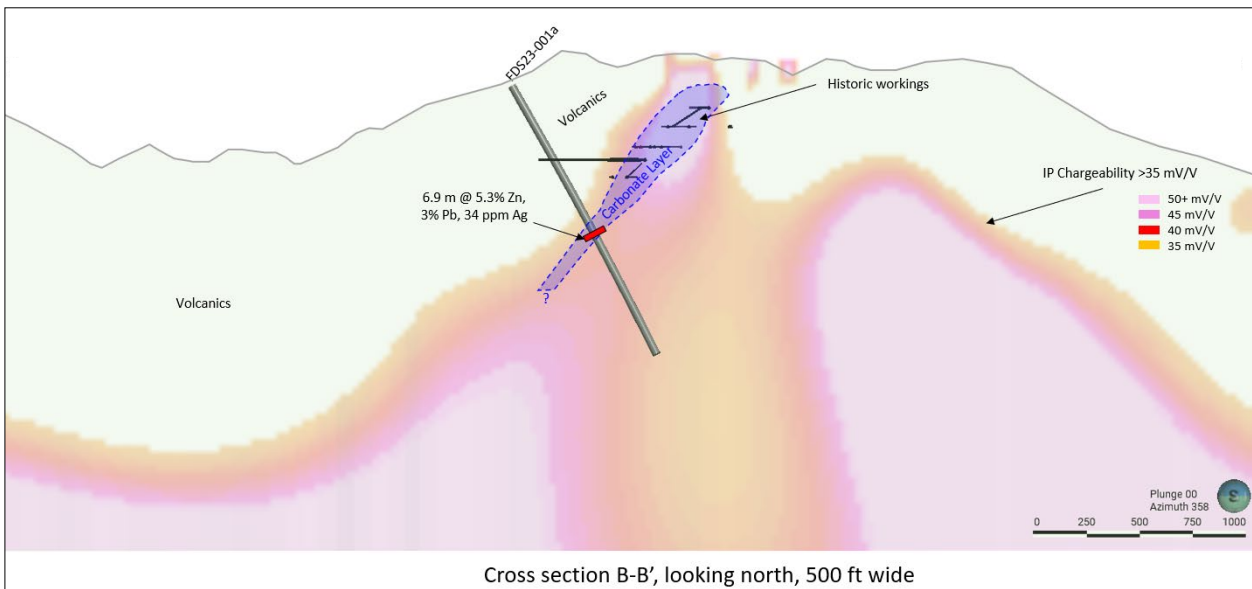 FDS23-001a
Volcanics
Historic workings
IP Chargeability >35 mV/V
50+ mV/V
45 mV/V
40 mV/V
35 mV/V
6.9 m @ 5.3% Zn,
3% Pb, 34 ppm Ag
Carbonate Layer
?
Volcanics
Plunge 00
Azimuth 358
0 250 500 750 1000
Cross section B-B’, looking north, 500 ft wide